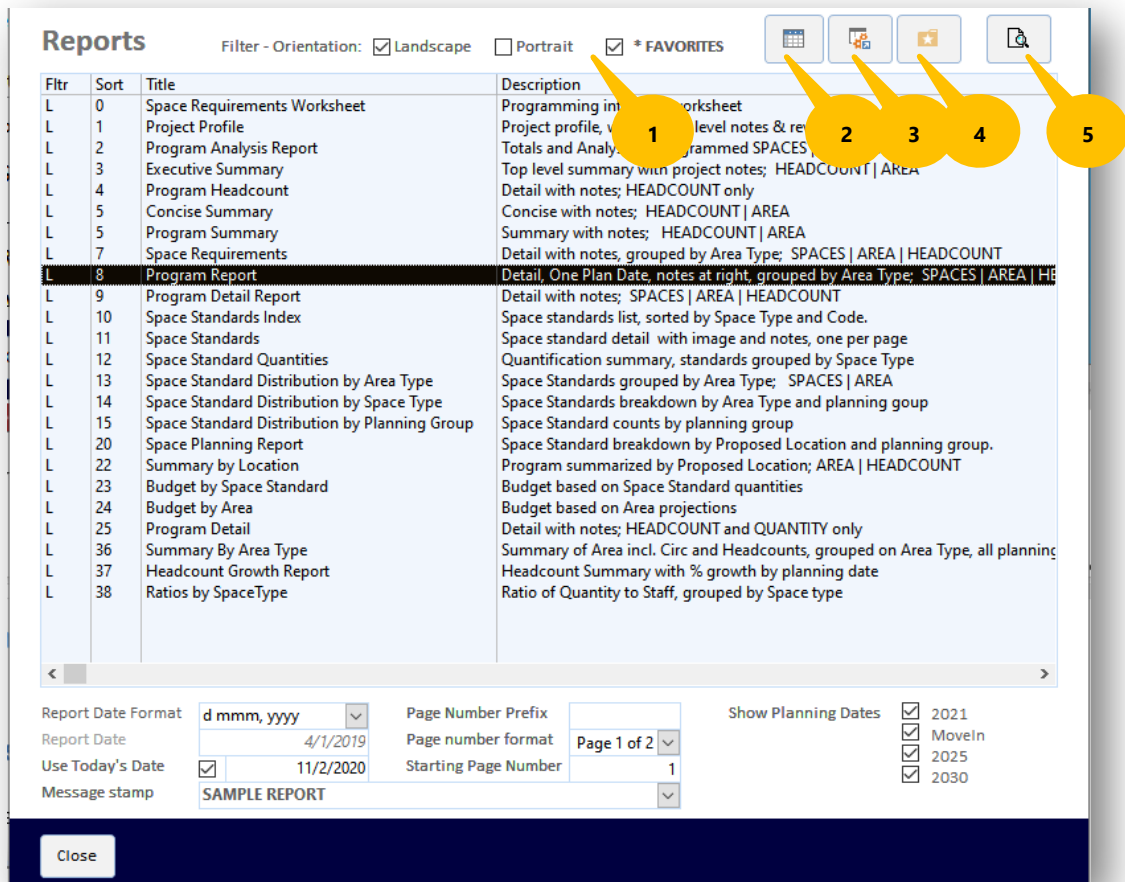 Reports Filter - Orientation: Landscape Portrait * FAVORITES
Fltr Sort Title Description
L 0 Space Requirements Worksheet Programming orksheet
L 1 Project Profile Project profile, level notes &
L 2 Program Analysis Report Totals and grammed SPACES
L 3 Executive Summary Top level summary with project notes; HEADCOUNT | AREA
L 4 Program Headcount Detail with notes; HEADCOUNT only
L 5 Concise Summary Concise with notes; HEADCOUNT | AREA
L 5 Program Summary Summary with notes; HEADCOUNT | AREA
L 7 Space Requirements Detail with notes, grouped by Area Type; SPACES | AREA | HEADCOUNT
L 8 Program Report Detail, One Plan Date, notes at right, grouped by Area Type; SPACES | AREA | HE
L 9 Program Detail Report Detail with notes; SPACES | AREA | HEADCOUNT
L 10 Space Standards Index Space standards list, sorted by Space Type and Code.
L 11 Space Standards Space standard detail with image and notes, one per page
L 12 Space Standard Quantities Quantification summary, standards grouped by Space Type
L 13 Space Standard Distribution by Area Type Space Standards grouped by Area Type; SPACES | AREA
L 14 Space Standard Distribution by Space Type Space Standards breakdown by Area Type and planning goup
L 15 Space Standard Distribution by Planning Group Space Standard counts by planning group
L 20 Space Planning Report Space Standard breakdown by Proposed Location and planning group.
L 22 Summary by Location Program summarized by Proposed Location; AREA | HEADCOUNT
L 23 Budget by Space Standard Budget based on Space Standard quantities
L 24 Budget by Area Budget based on Area projections
L 25 Program Detail Detail with notes; HEADCOUNT and QUANTITY only
L 36 Summary By Area Type Summary of Area incl. Circ and Headcounts, grouped on Area Type, all planning
L 37 Headcount Growth Report Headcount Summary with % growth by planning date
L 38 Ratios by SpaceType Ratio of Quantity to Staff, grouped by Space type
1 2 3 4 5
Report Date Format d mmm, yyyy Page Number Prefix Show Planning Dates 2021
Report Date 4/1/2019 Page number format Page 1 of 2 MoveIn
Use Today's Date 11/2/2020 Starting Page Number 1 2025
2030
Message stamp SAMPLE REPORT
Close